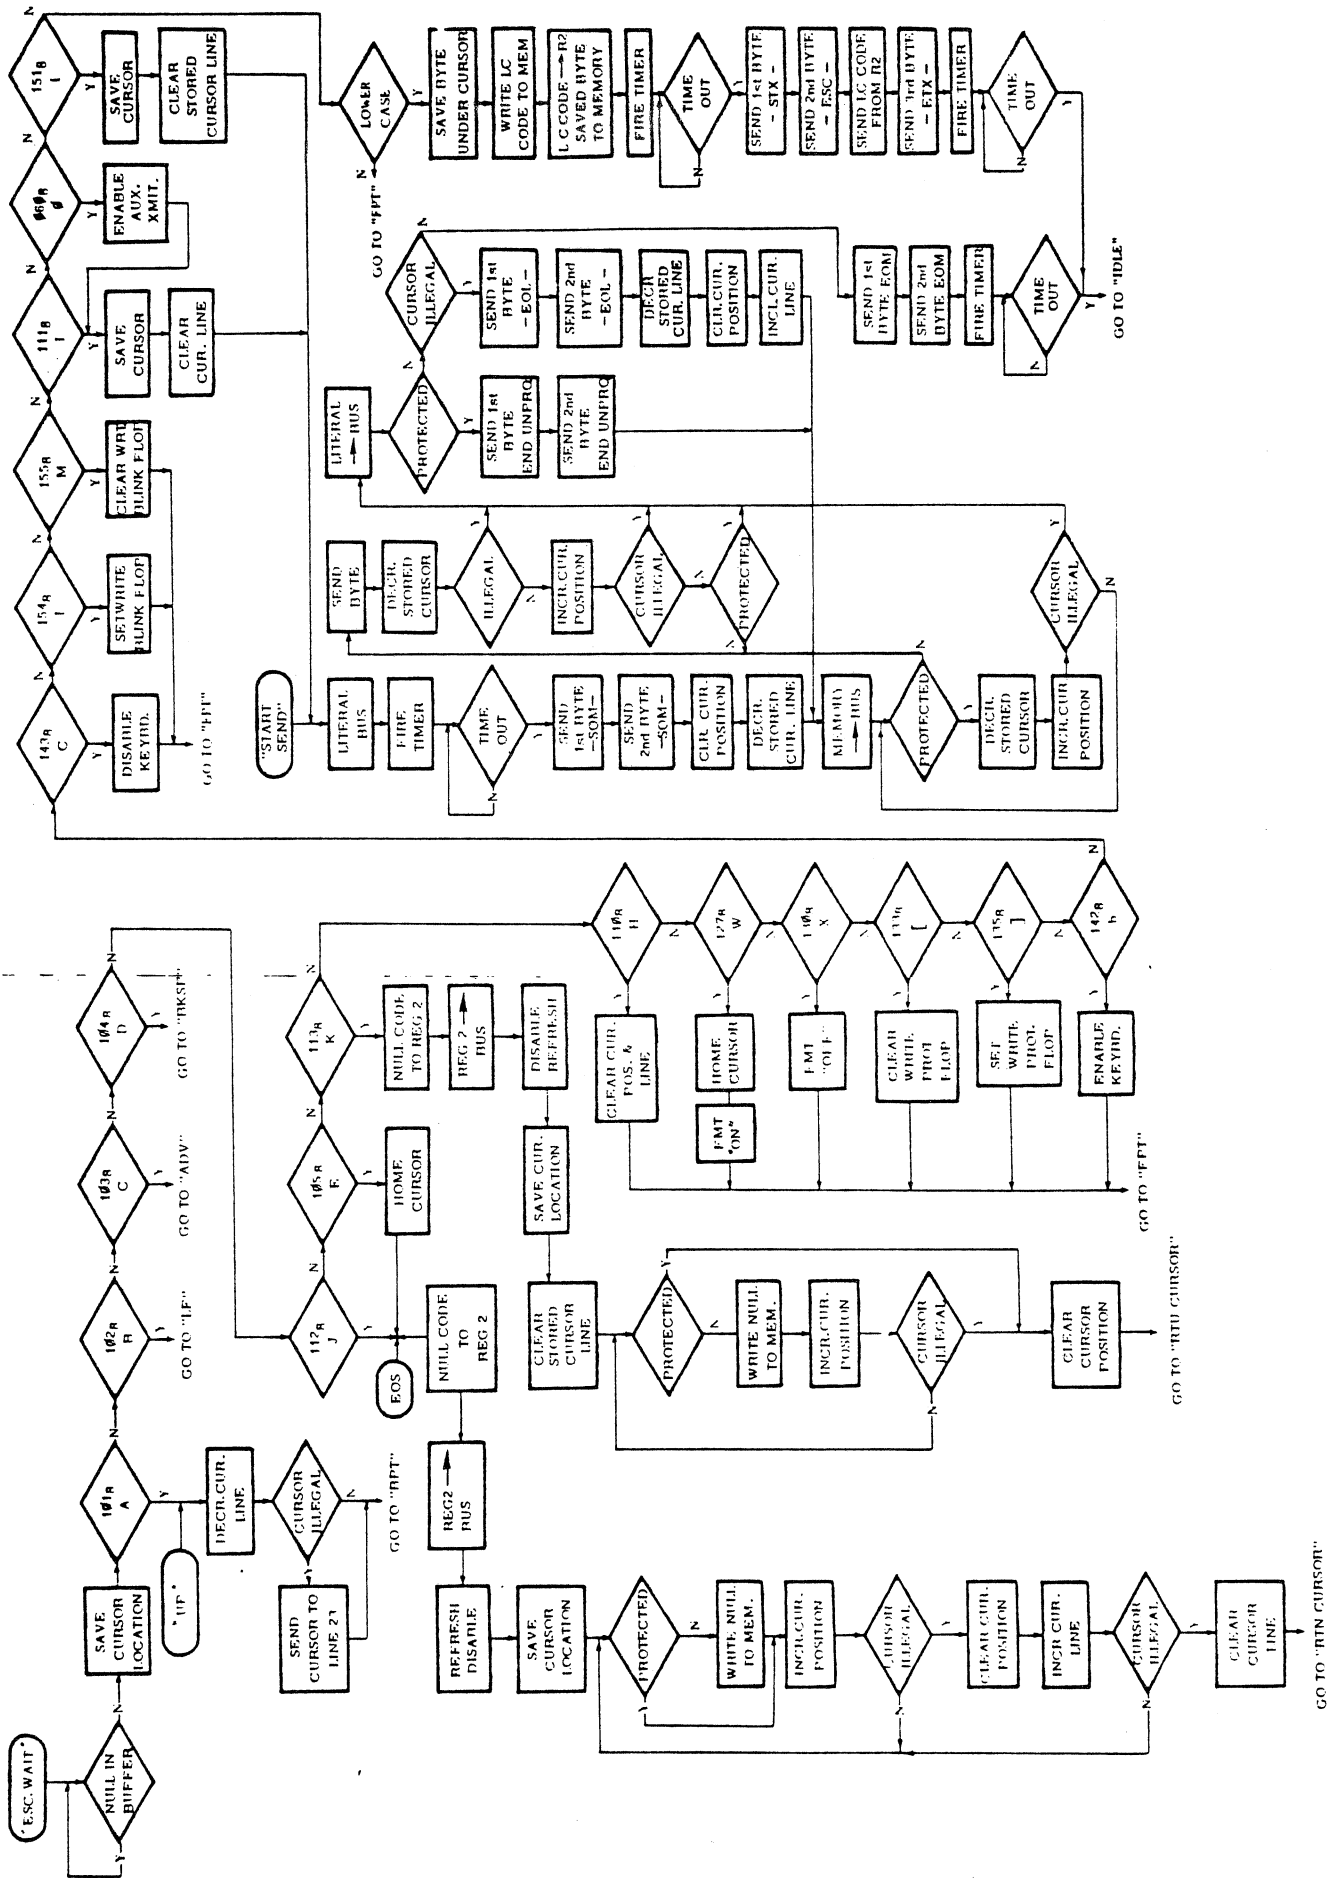 "ESC. WAIT"
NULL IN
BUFFER
Y
N
SAVE
CURSOR
LOCATION
1018
A
N
Y
"UP"
DECR. CUR.
LINE
CURSOR
ILLEGAL
Y
N
SEND
CURSOR TO
LINE 23
GO TO "BPT"
1028
B
N
Y
GO TO "LF"
1038
C
N
Y
GO TO "ADV"
104R
D
N
Y
GO TO "BKSP"
112R
J
N
Y
EOS
105R
E
N
Y
HOME
CURSOR
NULL CODE
TO
REG 2
REG2
BUS
REFRESH
DISABLE
SAVE
CURSOR
LOCATION
PROTECTED
N
Y
WRITE NULL
TO MEM.
INCR. CUR.
POSITION
CURSOR
ILLEGAL
N
Y
CLEAR CUR.
POSITION
INCR CUR.
LINE
CURSOR
ILLEGAL
N
Y
CLEAR
CURSOR
LINE
GO TO "RTN CURSOR"
113R
K
N
Y
NULL CODE
TO REG 2
REG 2
BUS
DISABLE
REFRESH
SAVE CUR.
LOCATION
CLEAR
STORED
CURSOR
LINE
PROTECTED
Y
N
WRITE NULL
TO MEM.
INCR. CUR.
POSITION
CURSOR
ILLEGAL
N
Y
CLEAR
CURSOR
POSITION
GO TO "RTU CURSOR"
110R
H
N
Y
CLEAR CUR.
POS. &
LINE
127R
W
N
Y
HOME
CURSOR
FMT
"ON"
130R
X
N
Y
FMT
133R
[
N
Y
CLEAR
WRITE
PROT
FLOP
135R
]
N
Y
SET
WRITE
PROT.
FLOP
142R
b
N
Y
ENABLE
KEYBD.
GO TO "FPT"
143R
C
N
Y
DISABLE
KEYBD.
154R
N
Y
SETWRITE
BLINK FLOP
155R
M
N
Y
CLEAR WRT
BLINK FLOP
GO TO "FPT"
111R
I
N
Y
SAVE
CURSOR
CLEAR
CUR. LINE
060R
0
N
Y
ENABLE
AUX.
XMIT.
151R
I
N
Y
SAVE
CURSOR
CLEAR
STORED
CURSOR LINE
"START
SEND"
LITERAL
BUS
FIRE
TIMER
TIME
OUT
N
Y
SEND
1st BYTE
-SOM-
SEND
2nd BYTE
-SOM-
CLR. CUR.
POSITION
DECR.
STORED
CUR. LINE
MEMORY
BUS
PROTECTED
N
Y
DECR.
STORED
CURSOR
INCR. CUR
POSITION
CURSOR
ILLEGAL
Y
N
SEND
BYTE
DECR.
STORED
CURSOR
ILLEGAL
Y
N
INCR. CUR.
POSITION
CURSOR
ILLEGAL
Y
N
PROTECTED
Y
N
LITERAL
BUS
PROTECTED
N
Y
SEND 1st
BYTE
END UNPRO
SEND 2nd
BYTE
END UNPRO
CURSOR
ILLEGAL
N
Y
SEND 1st
BYTE
- EOL -
SEND 2nd
BYTE
- EOL -
DECR
STORED
CUR. LINE
CLR. CUR.
POSITION
INCL. CUR.
LINE
SEND 1st
BYTE EOM
SEND 2nd
BYTE EOM
FIRE TIMER
TIME
OUT
N
Y
GO TO "IDLE"
LOWER
CASE
N
Y
GO TO "FPT"
SAVE BYTE
UNDER CURSOR
WRITE LC
CODE TO MEM
LC CODE R2
SAVED BYTE
TO MEMORY
FIRE TIMER
TIME
OUT
N
Y
SEND 1st BYTE
- STX -
SEND 2nd BYTE
- ESC -
SEND LC CODE
FROM R2
SEND 3rd BYTE
- ETX -
FIRE TIMER
TIME
OUT
N
Y